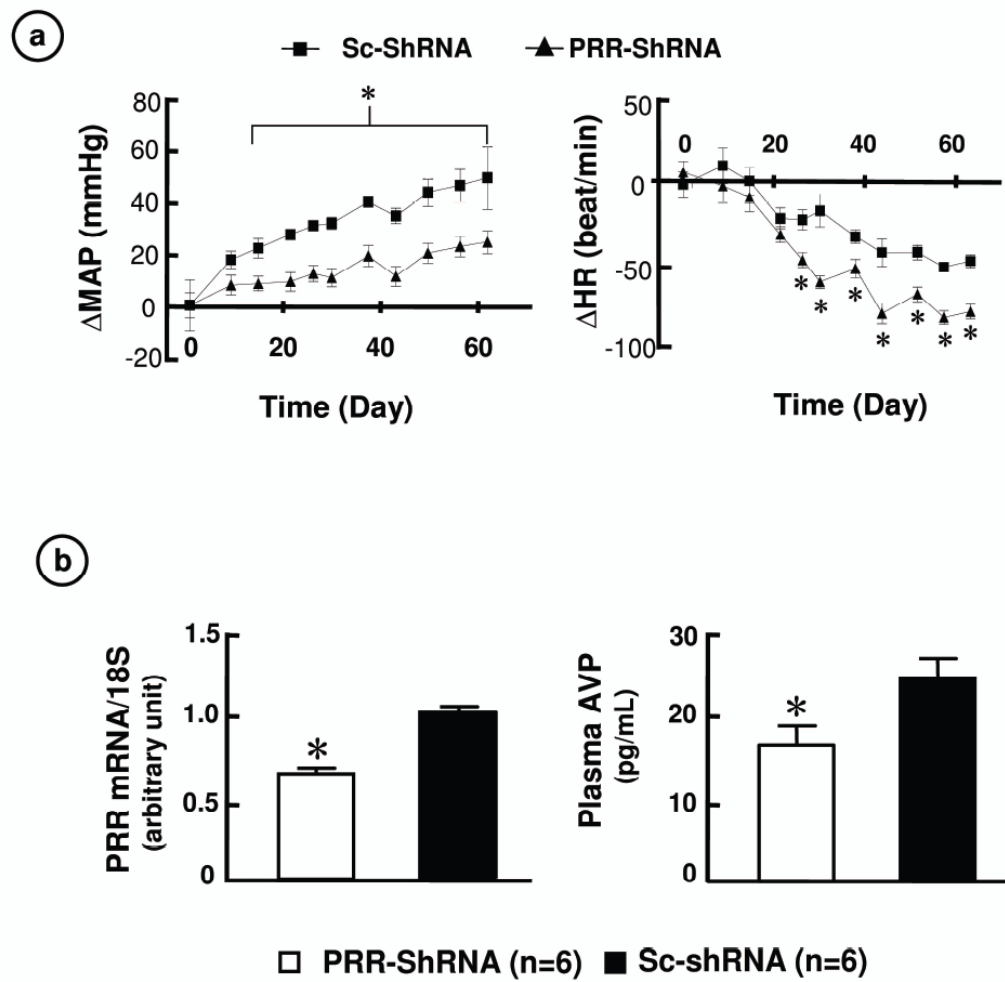 a
Sc-ShRNA PRR-ShRNA
*
ΔMAP (mmHg)
80
60
40
20
0
-20
0 20 40 60
Time (Day)
ΔHR (beat/min)
50
0
-50
-100
0 20 40 60
* * * * * * *
Time (Day)
b
PRR mRNA/18S
(arbitrary unit)
1.5
1.0
0.5
0
*
Plasma AVP
(pg/mL)
30
20
10
0
*
PRR-ShRNA (n=6) Sc-shRNA (n=6)